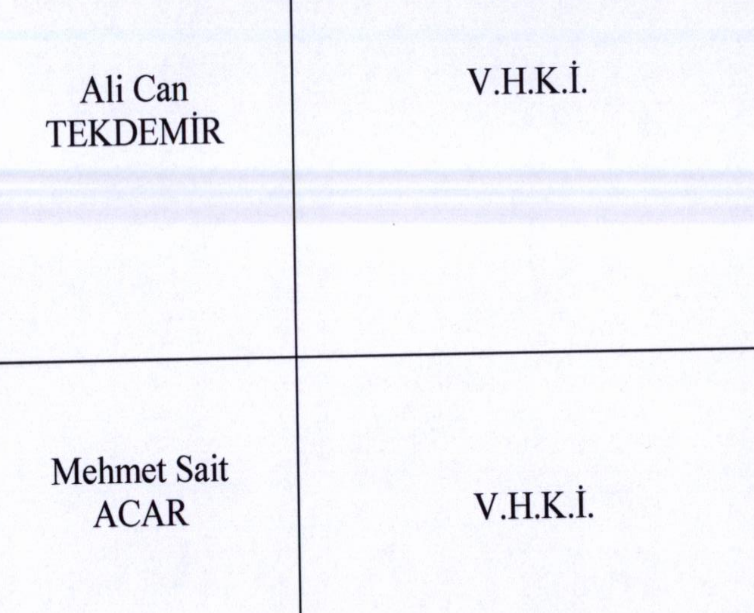 Ali Can
TEKDEMİR
V.H.K.İ.
Mehmet Sait
ACAR
V.H.K.İ.